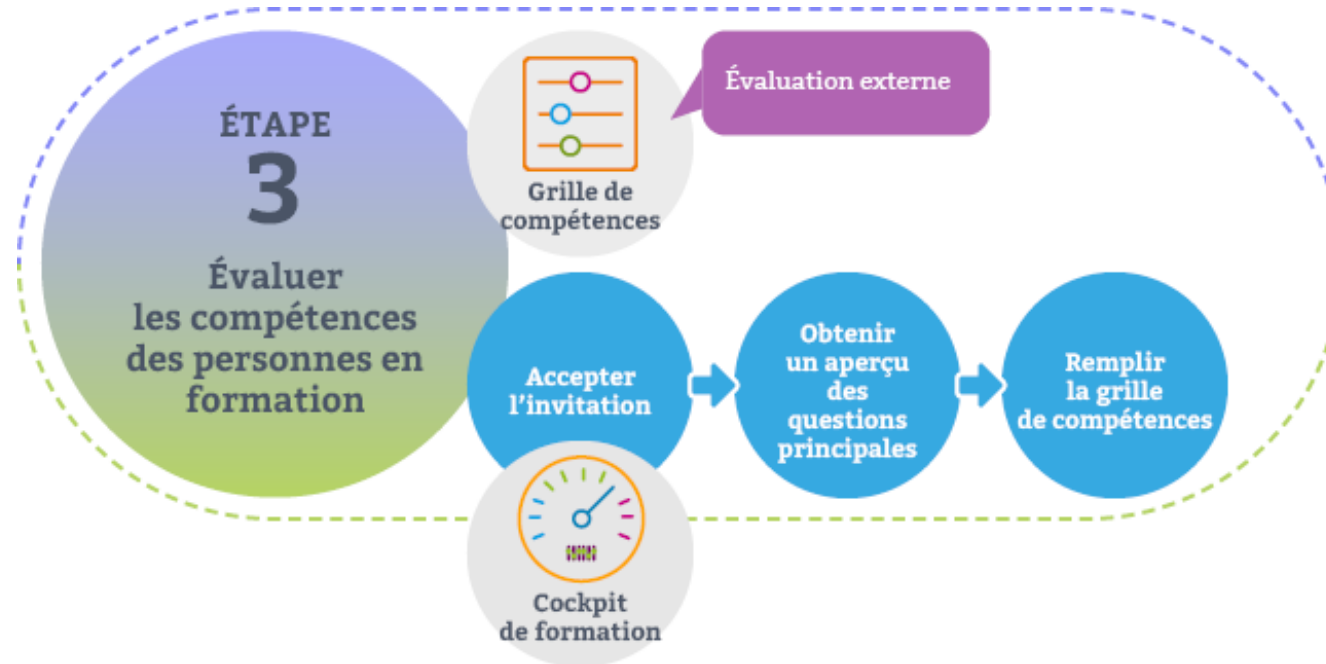 ÉTAPE
3
Évaluer
les compétences
des personnes en
formation
Grille de
compétences
Évaluation externe
Accepter
l’invitation
Obtenir
un aperçu
des
questions
principales
Remplir
la grille
de compétences
Cockpit
de formation